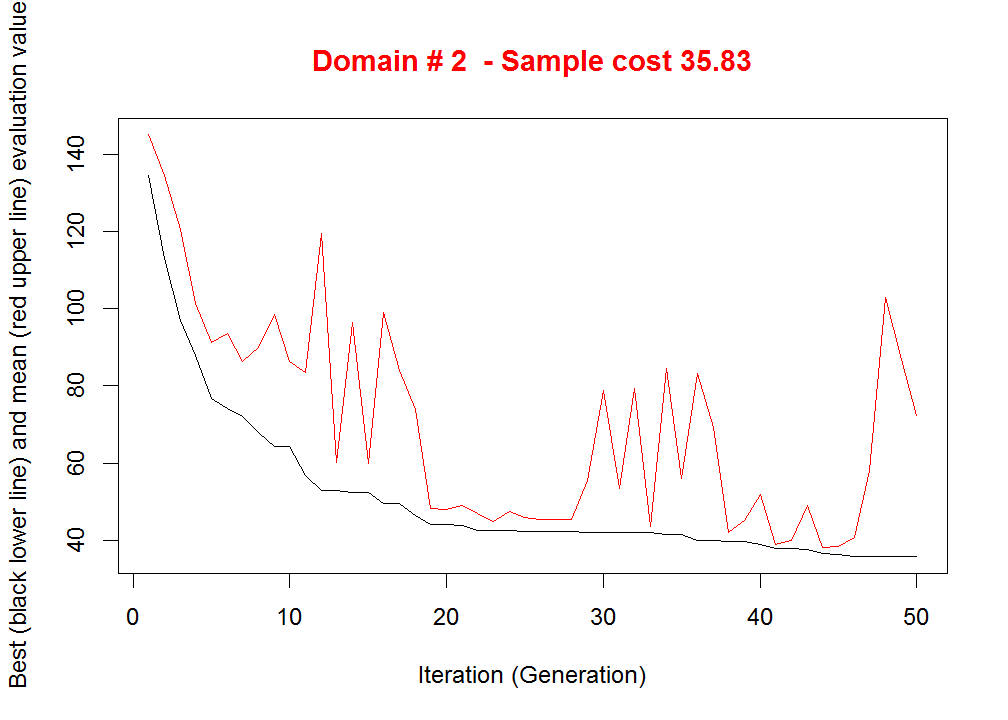 Domain # 2  - Sample cost 35.83
Best (black lower line) and mean (red upper line) evaluation value
140
120
100
80
60
40
0 10 20 30 40 50
Iteration (Generation)